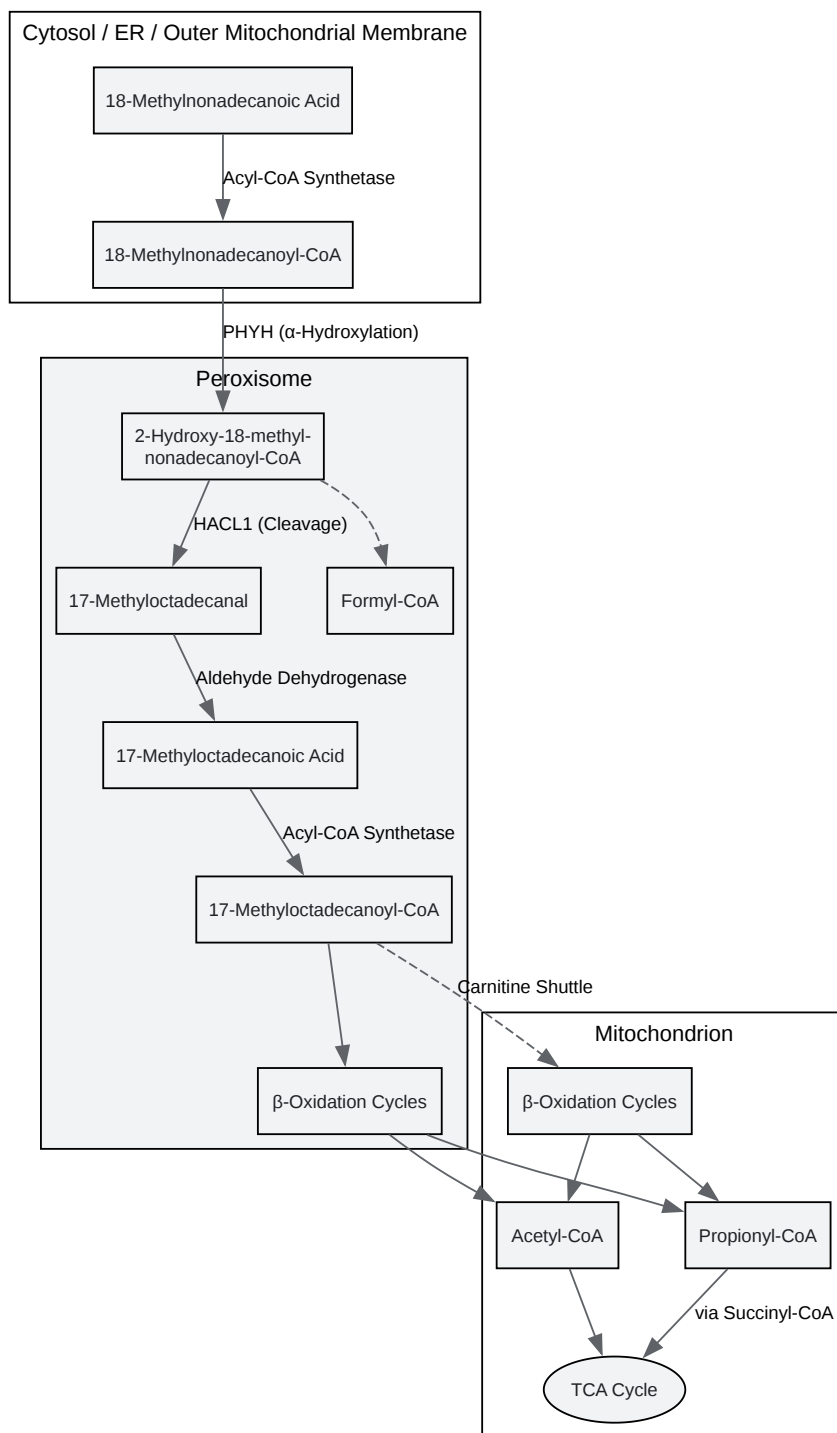 Cytosol / ER / Outer Mitochondrial Membrane
18-Methylnonadecanoic Acid
Acyl-CoA Synthetase
18-Methylnonadecanoyl-CoA
PHYH (α-Hydroxylation)
Peroxisome
2-Hydroxy-18-methyl-
nonadecanoyl-CoA
HACL1 (Cleavage)
17-Methyloctadecanal
Formyl-CoA
Aldehyde Dehydrogenase
17-Methyloctadecanoic Acid
Acyl-CoA Synthetase
17-Methyloctadecanoyl-CoA
Carnitine Shuttle
Mitochondrion
β-Oxidation Cycles
β-Oxidation Cycles
Acetyl-CoA
Propionyl-CoA
via Succinyl-CoA
TCA Cycle